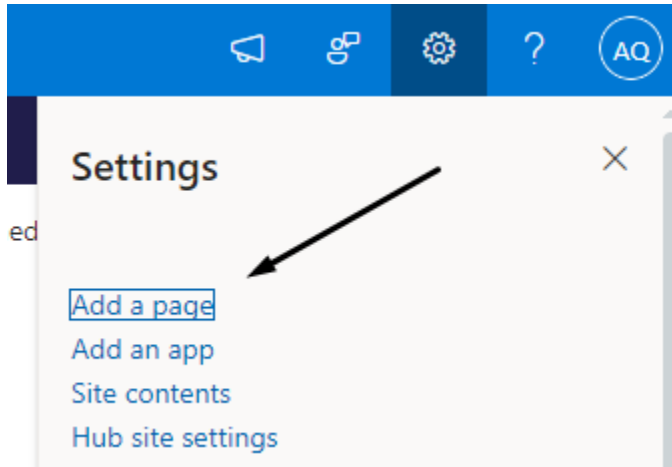 AQ
Settings
ed
Add a page
Add an app
Site contents
Hub site settings